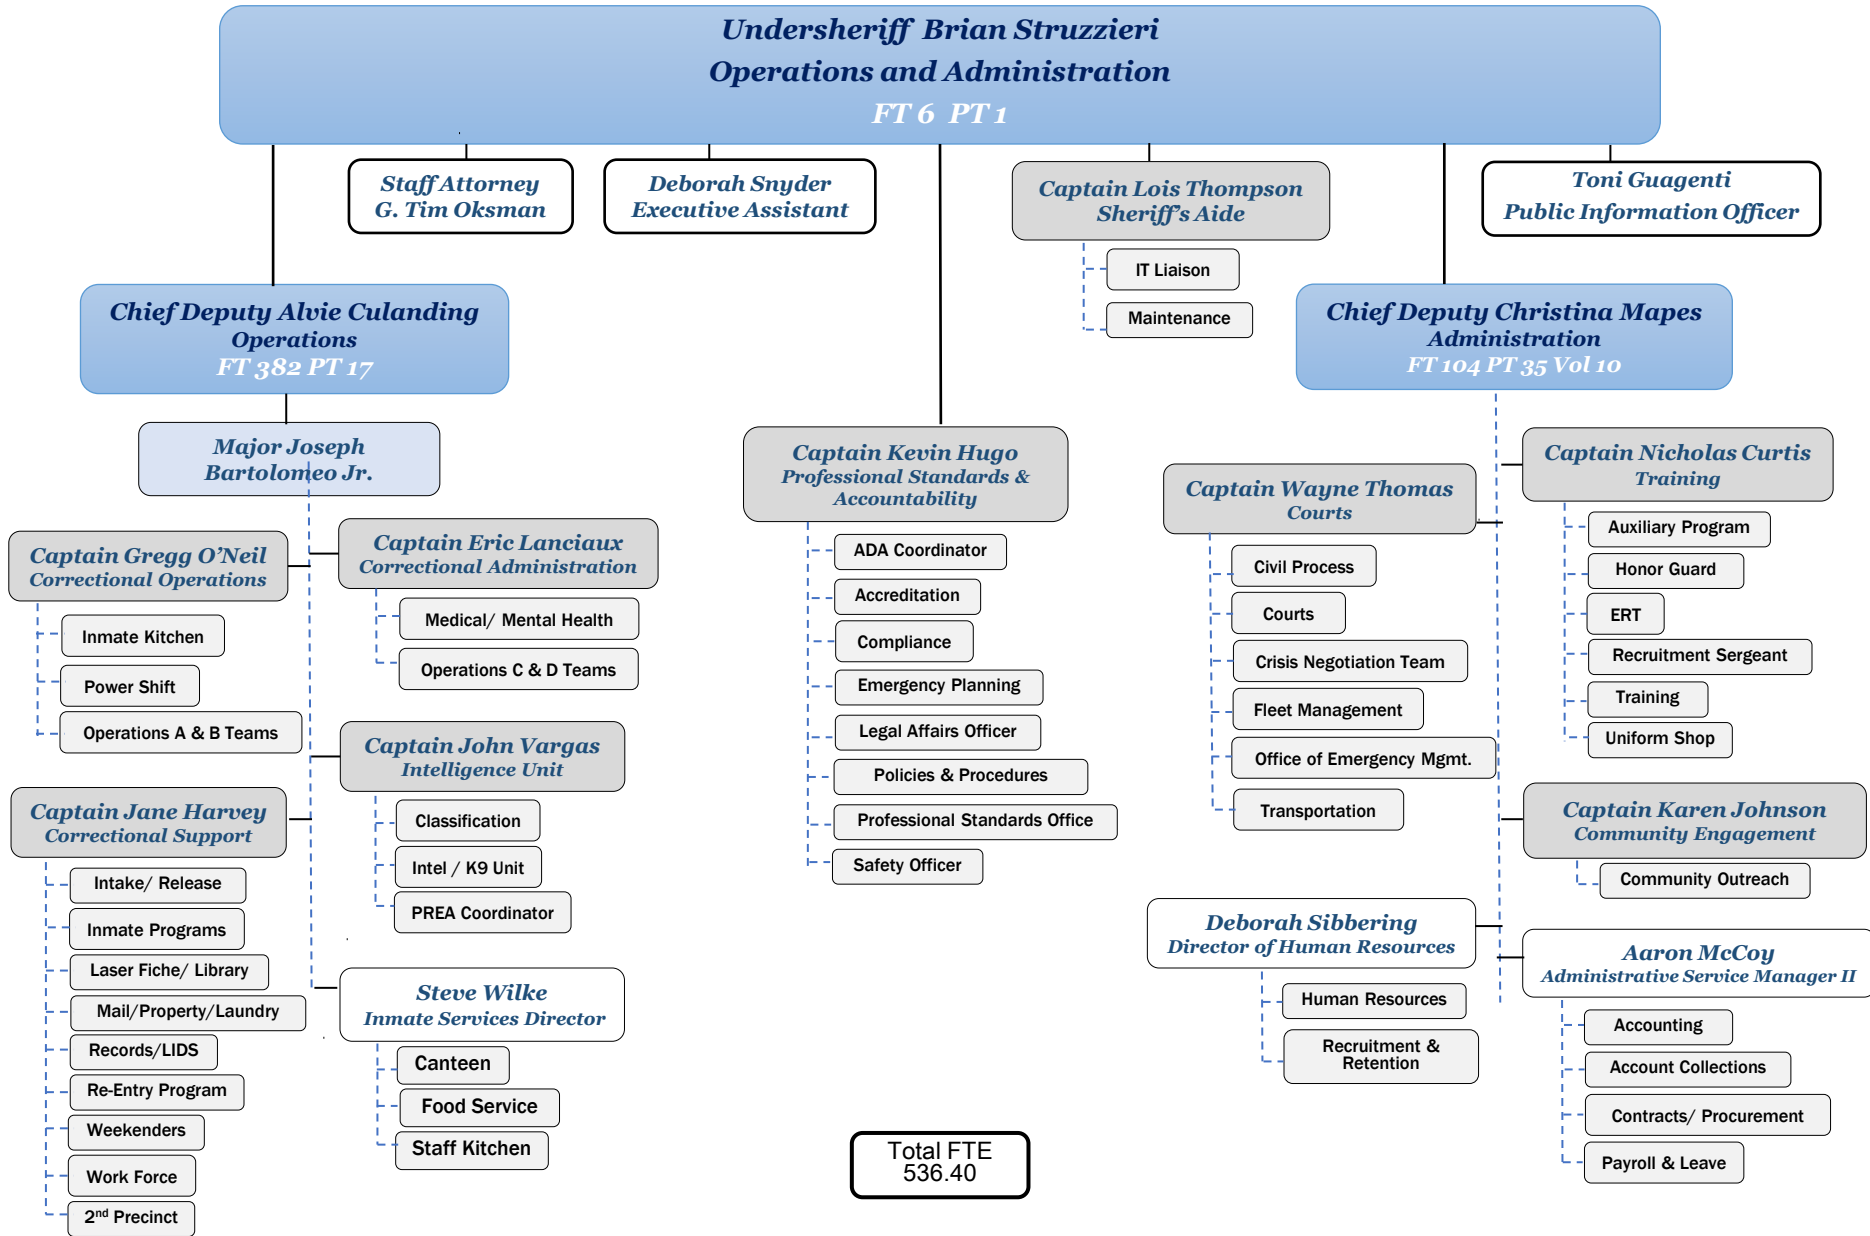 Undersheriff Brian Struzzieri
Operations and Administration
FT 6 PT 1
Staff Attorney
G. Tim Oksman
Deborah Snyder
Executive Assistant
Captain Lois Thompson
Sheriff's Aide
IT Liaison
Maintenance
Toni Guagenti
Public Information Officer
Chief Deputy Alvie Culanding
Operations
FT 382 PT 17
Major Joseph
Bartolomeo Jr.
Captain Gregg O'Neil
Correctional Operations
Inmate Kitchen
Power Shift
Operations A & B Teams
Captain Eric Lanciaux
Correctional Administration
Medical/ Mental Health
Operations C & D Teams
Captain John Vargas
Intelligence Unit
Classification
Intel / K9 Unit
PREA Coordinator
Captain Jane Harvey
Correctional Support
Intake/ Release
Inmate Programs
Laser Fiche/ Library
Mail/Property/Laundry
Records/LIDS
Re-Entry Program
Weekenders
Work Force
2nd Precinct
Steve Wilke
Inmate Services Director
Canteen
Food Service
Staff Kitchen
Captain Kevin Hugo
Professional Standards &
Accountability
ADA Coordinator
Accreditation
Compliance
Emergency Planning
Legal Affairs Officer
Policies & Procedures
Professional Standards Office
Safety Officer
Total FTE
536.40
Chief Deputy Christina Mapes
Administration
FT 104 PT 35 Vol 10
Captain Wayne Thomas
Courts
Civil Process
Courts
Crisis Negotiation Team
Fleet Management
Office of Emergency Mgmt.
Transportation
Captain Nicholas Curtis
Training
Auxiliary Program
Honor Guard
ERT
Recruitment Sergeant
Training
Uniform Shop
Captain Karen Johnson
Community Engagement
Community Outreach
Deborah Sibbering
Director of Human Resources
Human Resources
Recruitment &
Retention
Aaron McCoy
Administrative Service Manager II
Accounting
Account Collections
Contracts/ Procurement
Payroll & Leave